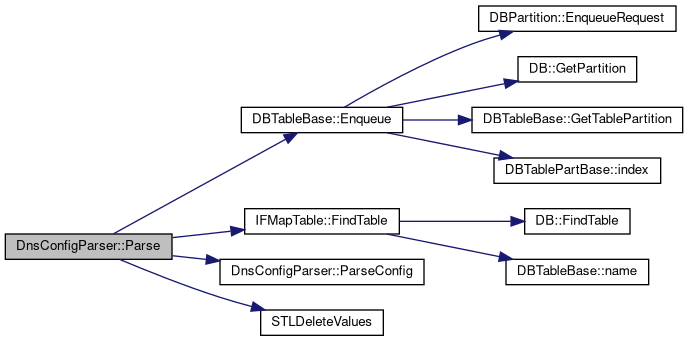 DBPartition::EnqueueRequest
DB::GetPartition
DBTableBase::Enqueue
DBTableBase::GetTablePartition
DBTablePartBase::index
IFMapTable::FindTable
DB::FindTable
DnsConfigParser::Parse
DnsConfigParser::ParseConfig
DBTableBase::name
STLDeleteValues